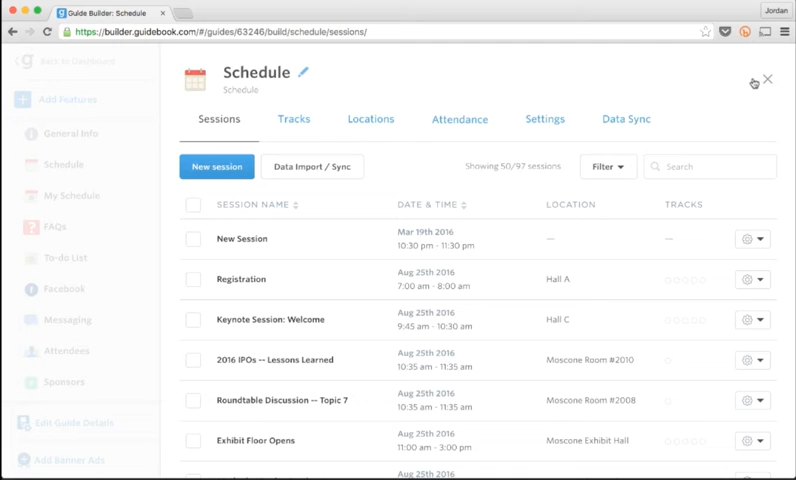 Guide Builder: Schedule
Jordan
https://builder.guidebook.com/#/guides/63246/build/schedule/sessions/
Back to Dashboard
Add Features
General Info
Schedule
My Schedule
FAQs
To-do List
Facebook
Messaging
Attendees
Sponsors
Edit Guide Details
Add Banner Ads
Schedule
Schedule
Sessions Tracks Locations Attendance Settings Data Sync
New session Data Import / Sync Showing 50/97 sessions Filter Search
SESSION NAME DATE & TIME LOCATION TRACKS
New Session Mar 19th 2016 — —
10:30 pm - 11:30 pm
Registration Aug 25th 2016 Hall A
7:00 am - 8:00 am
Keynote Session: Welcome Aug 25th 2016 Hall C
9:45 am - 10:30 am
2016 IPOs -- Lessons Learned Aug 25th 2016 Moscone Room #2010
10:35 am - 11:35 am
Roundtable Discussion -- Topic 7 Aug 25th 2016 Moscone Room #2008
10:35 am - 11:35 am
Exhibit Floor Opens Aug 25th 2016 Moscone Exhibit Hall
11:00 am - 3:00 pm
Aug 25th 2016